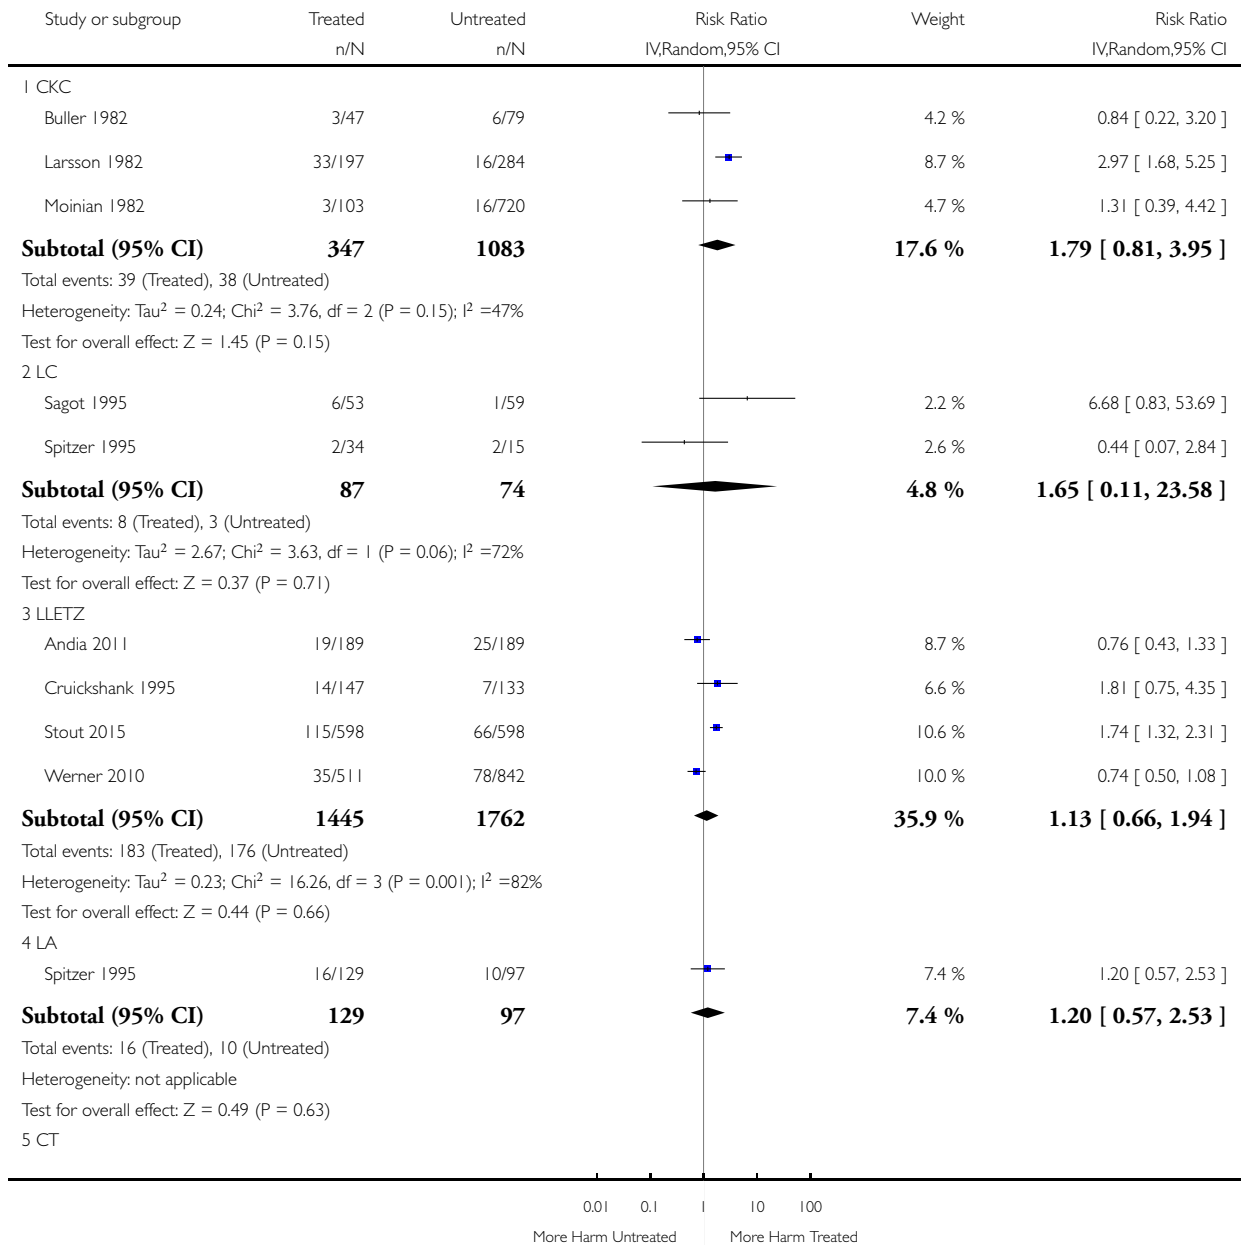 Study or subgroup Treated Untreated Risk Ratio Weight Risk Ratio
n/N n/N IV,Random,95% CI IV,Random,95% CI
1 CKC
Buller 1982 3/47 6/79 4.2 % 0.84 [ 0.22, 3.20 ]
Larsson 1982 33/197 16/284 8.7 % 2.97 [ 1.68, 5.25 ]
Moinian 1982 3/103 16/720 4.7 % 1.31 [ 0.39, 4.42 ]
Subtotal (95% CI) 347 1083 17.6 % 1.79 [ 0.81, 3.95 ]
Total events: 39 (Treated), 38 (Untreated)
Heterogeneity: Tau² = 0.24; Chi² = 3.76, df = 2 (P = 0.15); I² =47%
Test for overall effect: Z = 1.45 (P = 0.15)
2 LC
Sagot 1995 6/53 1/59 2.2 % 6.68 [ 0.83, 53.69 ]
Spitzer 1995 2/34 2/15 2.6 % 0.44 [ 0.07, 2.84 ]
Subtotal (95% CI) 87 74 4.8 % 1.65 [ 0.11, 23.58 ]
Total events: 8 (Treated), 3 (Untreated)
Heterogeneity: Tau² = 2.67; Chi² = 3.63, df = 1 (P = 0.06); I² =72%
Test for overall effect: Z = 0.37 (P = 0.71)
3 LLETZ
Andia 2011 19/189 25/189 8.7 % 0.76 [ 0.43, 1.33 ]
Cruickshank 1995 14/147 7/133 6.6 % 1.81 [ 0.75, 4.35 ]
Stout 2015 115/598 66/598 10.6 % 1.74 [ 1.32, 2.31 ]
Werner 2010 35/511 78/842 10.0 % 0.74 [ 0.50, 1.08 ]
Subtotal (95% CI) 1445 1762 35.9 % 1.13 [ 0.66, 1.94 ]
Total events: 183 (Treated), 176 (Untreated)
Heterogeneity: Tau² = 0.23; Chi² = 16.26, df = 3 (P = 0.001); I² =82%
Test for overall effect: Z = 0.44 (P = 0.66)
4 LA
Spitzer 1995 16/129 10/97 7.4 % 1.20 [ 0.57, 2.53 ]
Subtotal (95% CI) 129 97 7.4 % 1.20 [ 0.57, 2.53 ]
Total events: 16 (Treated), 10 (Untreated)
Heterogeneity: not applicable
Test for overall effect: Z = 0.49 (P = 0.63)
5 CT
0.01 0.1 1 10 100
More Harm Untreated More Harm Treated